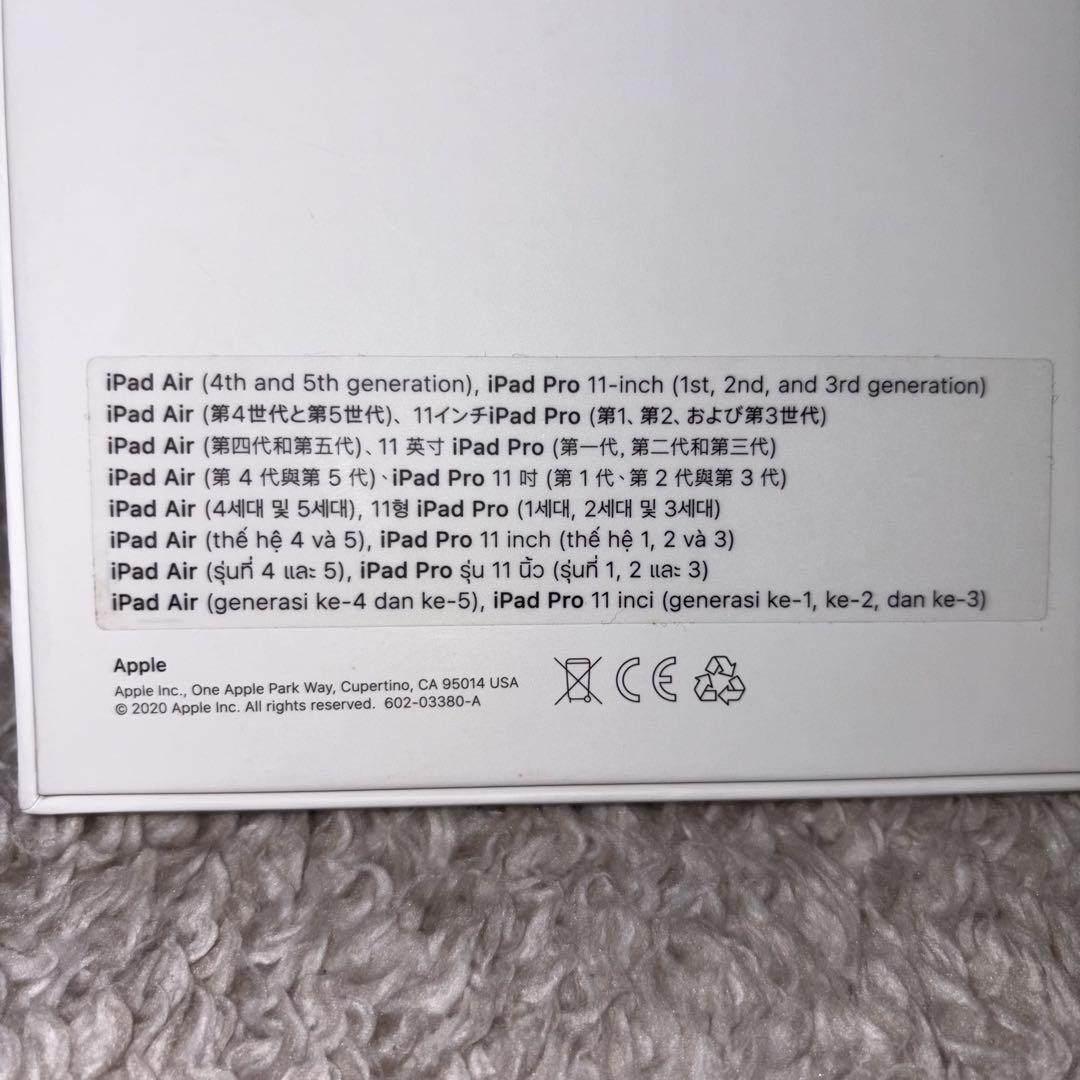 iPad Air (4th and 5th generation), iPad Pro 11-inch (1st, 2nd, and 3rd generation)
iPad Air (第4世代と第5世代)、11インチiPad Pro (第1、第2、および第3世代)
iPad Air (第四代和第五代)、11 英寸 iPad Pro (第一代, 第二代和第三代)
iPad Air (第 4 代與第 5 代)、iPad Pro 11 吋 (第 1 代、第 2 代與第 3 代)
iPad Air (4세대 및 5세대), 11형 iPad Pro (1세대, 2세대 및 3세대)
iPad Air (thế hệ 4 và 5), iPad Pro 11 inch (thế hệ 1, 2 và 3)
iPad Air (รุ่นที่ 4 และ 5), iPad Pro รุ่น 11 นิ้ว (รุ่นที่ 1, 2 และ 3)
iPad Air (generasi ke-4 dan ke-5), iPad Pro 11 inci (generasi ke-1, ke-2, dan ke-3)
Apple
Apple Inc., One Apple Park Way, Cupertino, CA 95014 USA
© 2020 Apple Inc. All rights reserved. 602-03380-A
CE